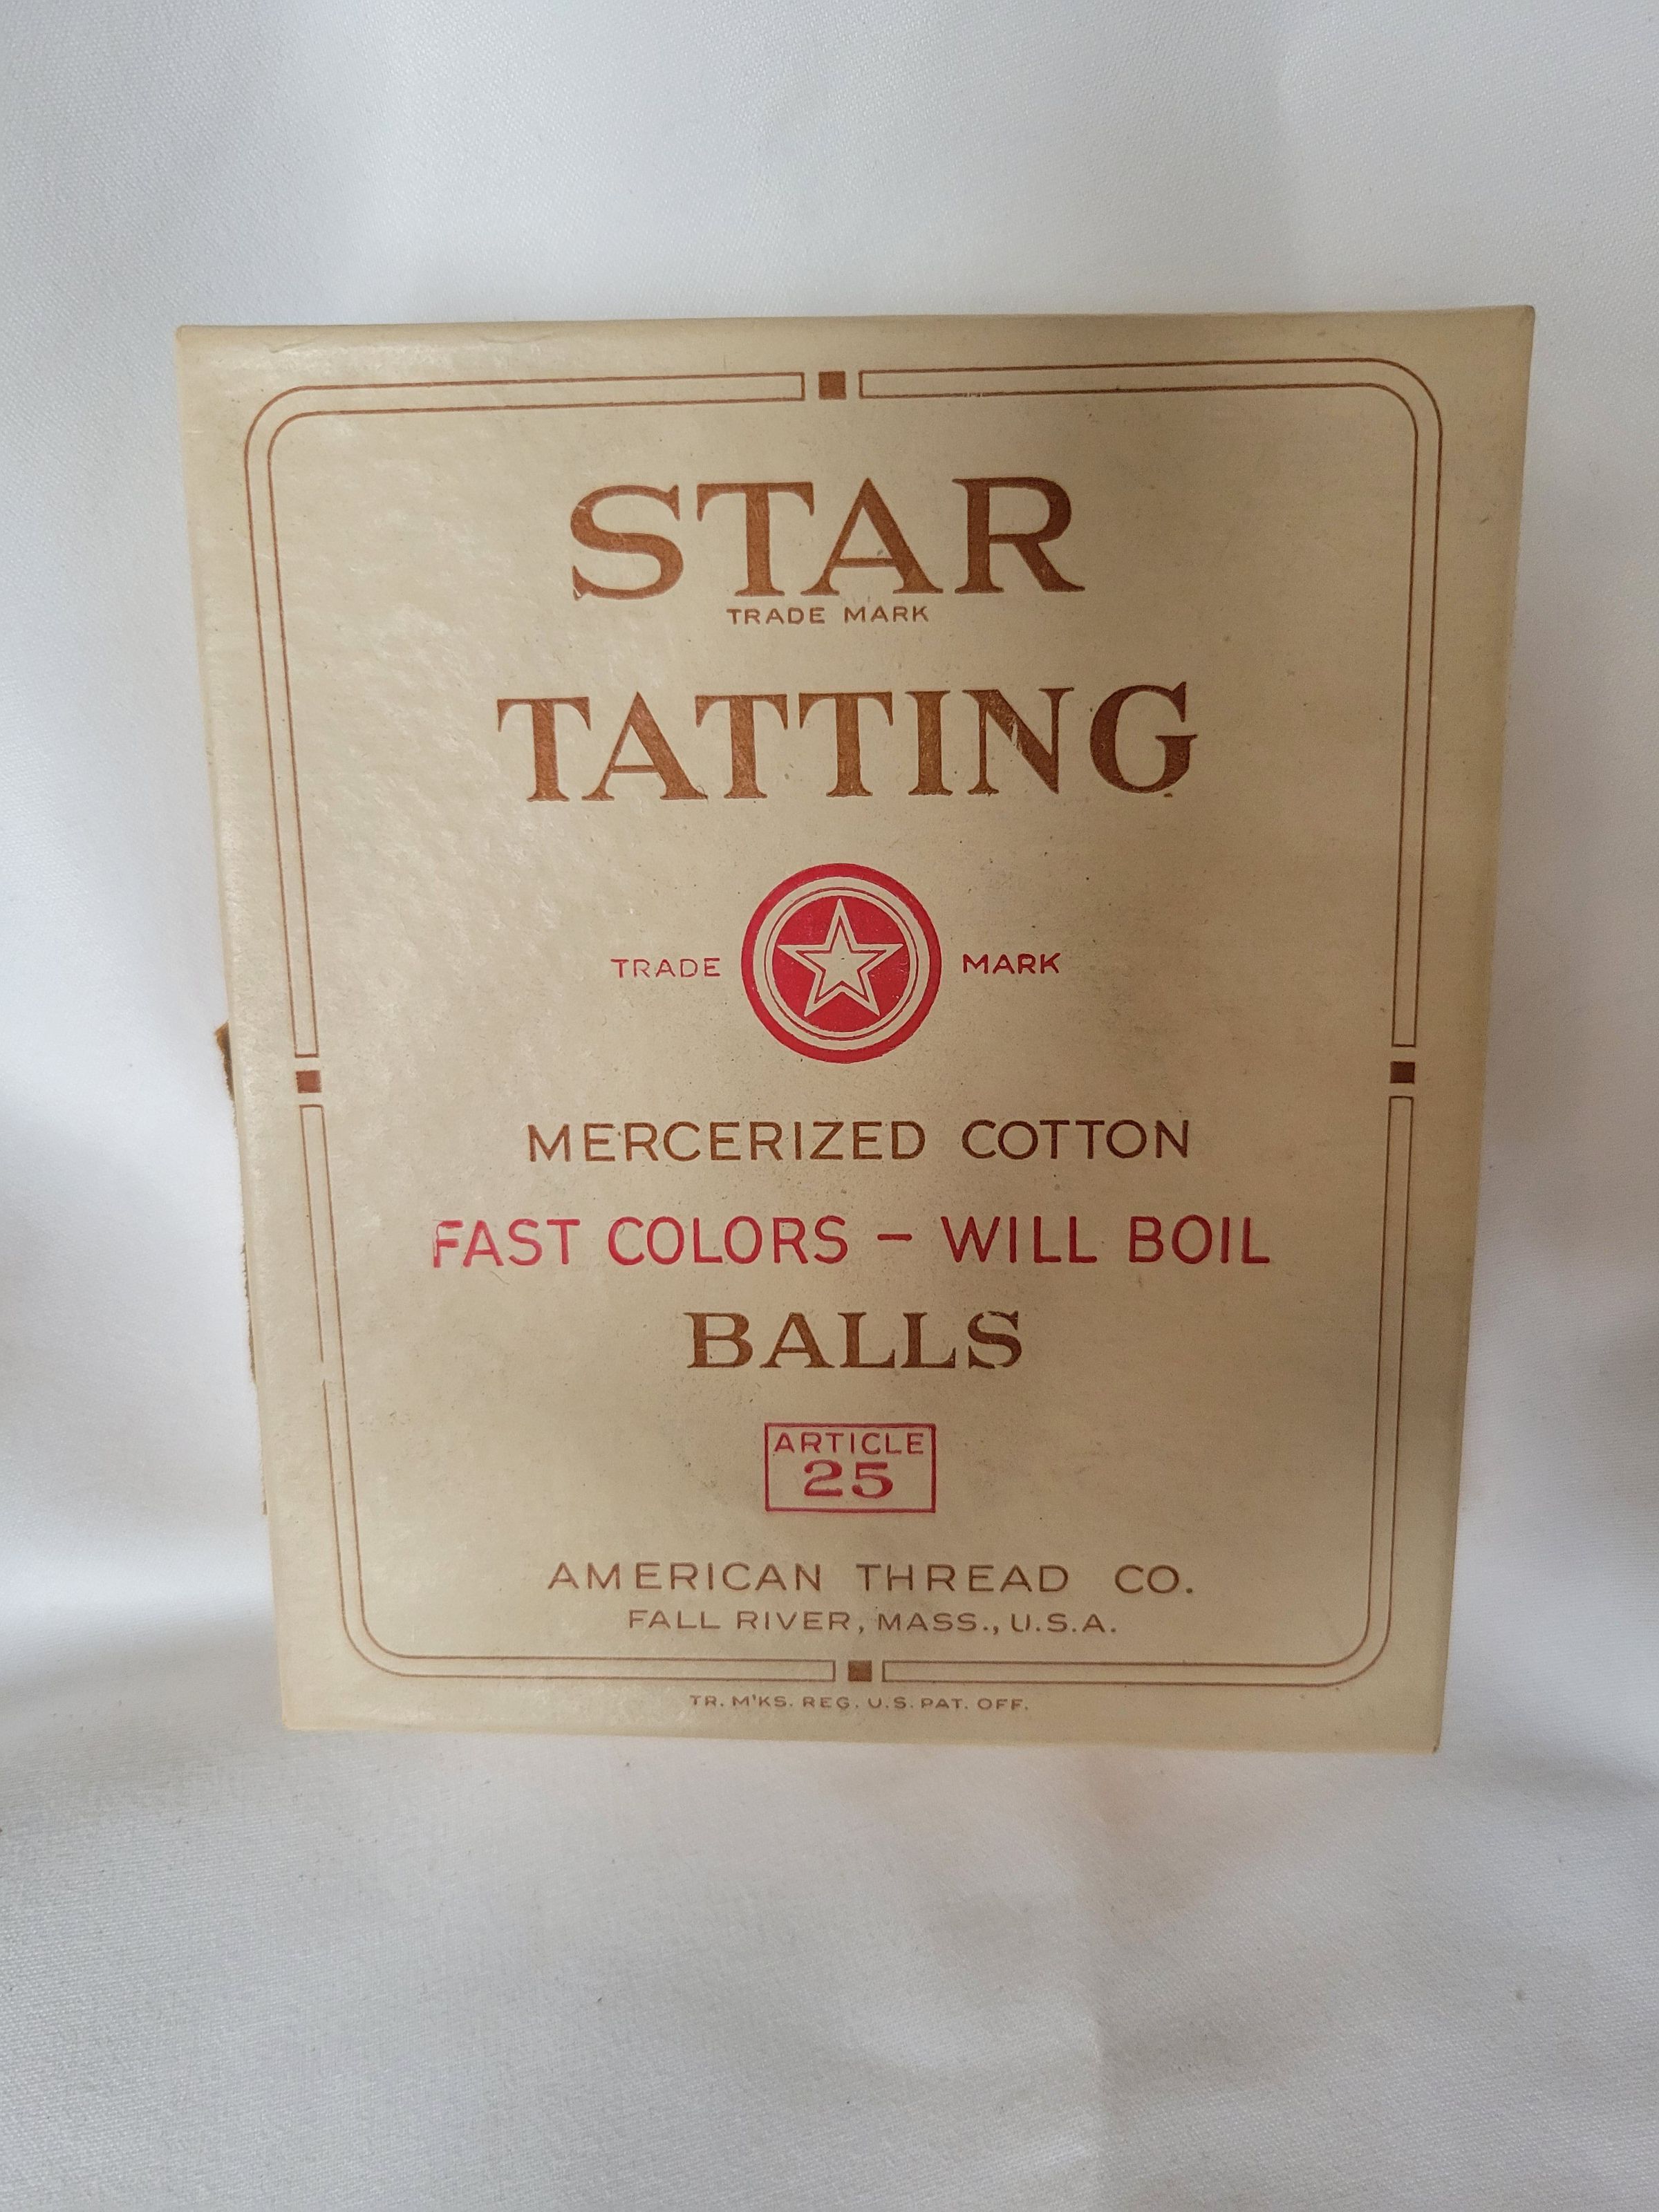 STAR
TRADE MARK
TATTING
TRADE MARK
MERCERIZED COTTON
FAST COLORS – WILL BOIL
BALLS
ARTICLE
25
AMERICAN THREAD CO.
FALL RIVER, MASS., U.S.A.
TR. M'KS. REG. U.S. PAT. OFF.